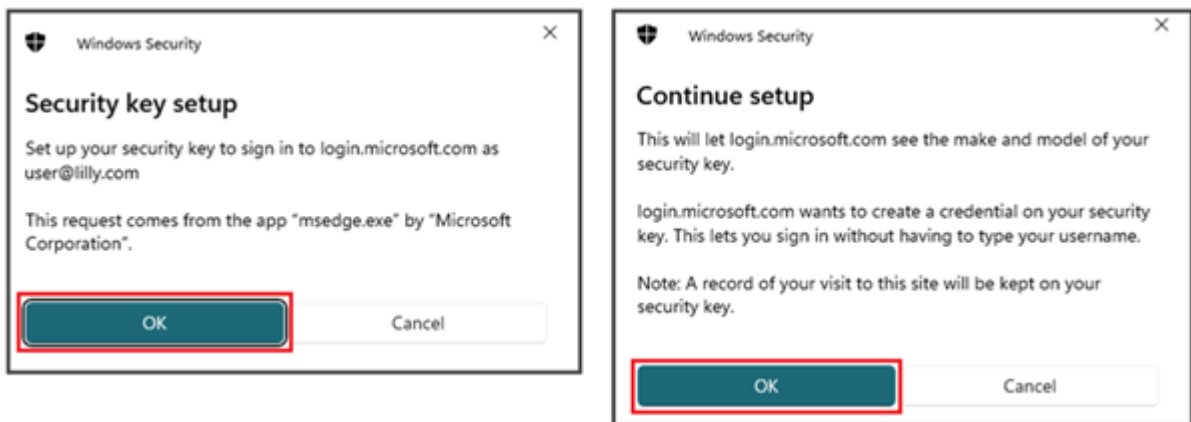 Windows Security
Security key setup
Set up your security key to sign in to login.microsoft.com as
user@lilly.com
This request comes from the app “msedge.exe” by “Microsoft
Corporation”.
OK
Cancel
Windows Security
Continue setup
This will let login.microsoft.com see the make and model of your
security key.
login.microsoft.com wants to create a credential on your security
key. This lets you sign in without having to type your username.
Note: A record of your visit to this site will be kept on your
security key.
OK
Cancel